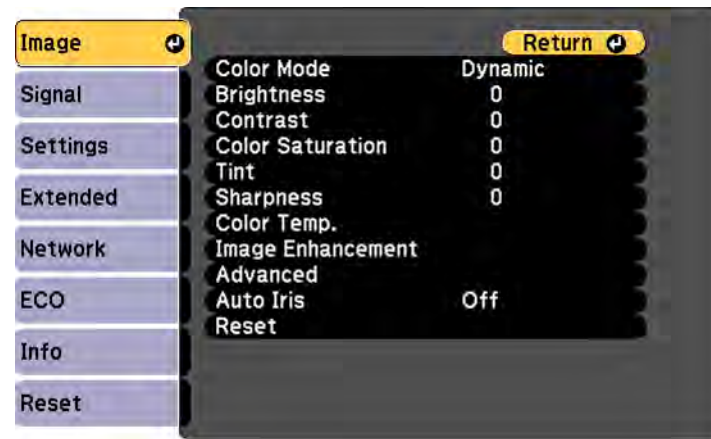 Image
Signal
Settings
Extended
Network
ECO
Info
Reset
Return
Color Mode Dynamic
Brightness 0
Contrast 0
Color Saturation 0
Tint 0
Sharpness 0
Color Temp.
Image Enhancement
Advanced
Auto Iris Off
Reset